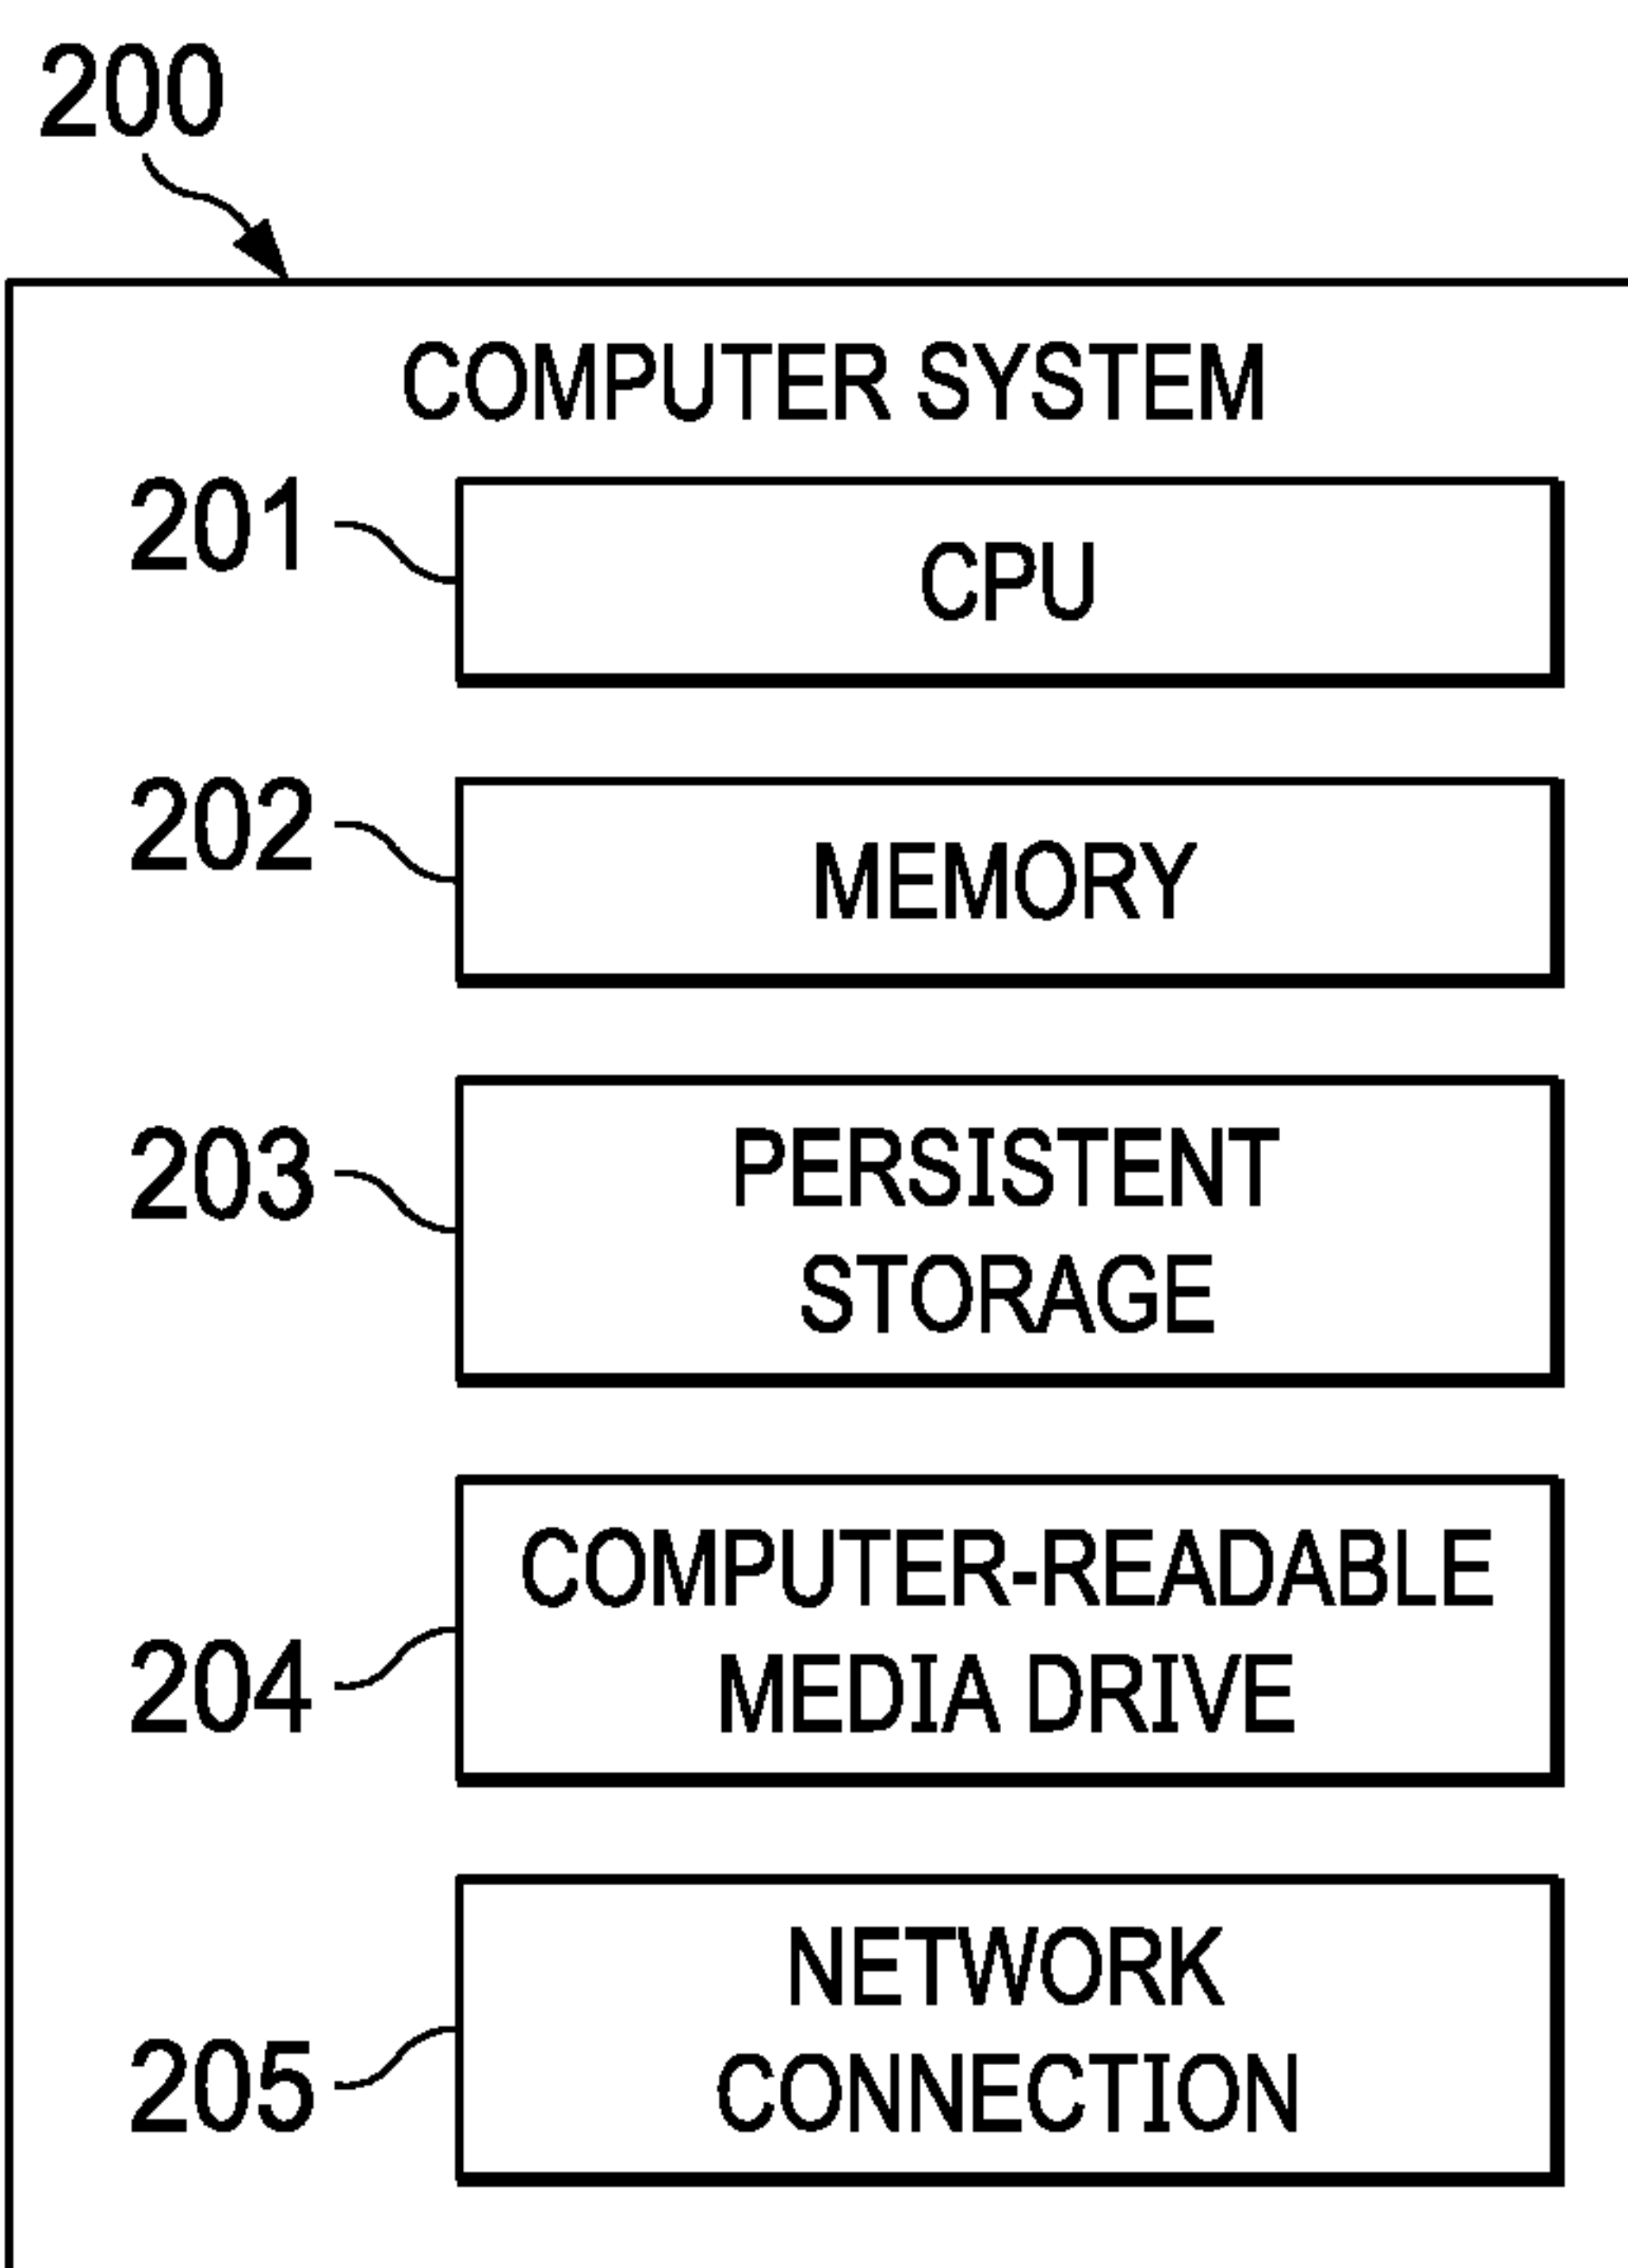 200
COMPUTER SYSTEM
201
CPU
202
MEMORY
203
PERSISTENT
STORAGE
204
COMPUTER-READABLE
MEDIA DRIVE
205
NETWORK
CONNECTION